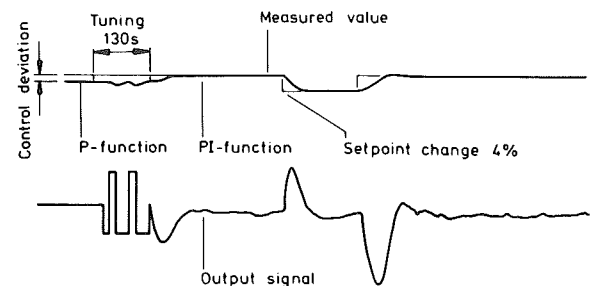 Tuning
130s
Measured value
Control deviation
P-function
PI-function
Setpoint change 4%
Output signal